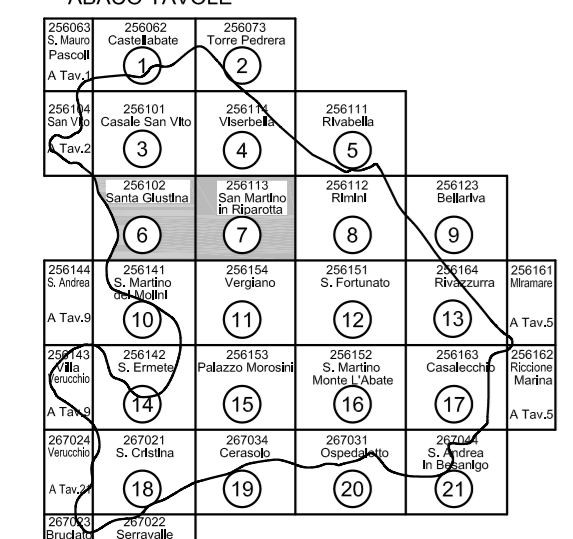 ABACO TAVOLE
256063 256062 256073
S. Mauro Castellabate Torre Pedrera
Pascoli
A Tav.1 1 2
256104 256101 256114 256111
San Vito Casale San Vito Viserbella Rivabella
A Tav.2 3 4 5
256102 256113 256112 256123
Santa Giustina San Martino Rimini Bellariva
in Riparotta
6 7 8 9
256144 256141 256154 256151 256164 256161
S. Andrea S. Martino Vergiano S. Fortunato Rivazzurra Miramare
dei Molini
A Tav.9 10 11 12 13 A Tav.5
256143 256142 256153 256152 256163 256162
Villa S. Ermete Palazzo Morosini S. Martino Casalecchio Riccione
Verucchio Monte L'Abate Marina
A Tav.9 14 15 16 17 A Tav.5
267024 267021 267034 267031 267044
Verucchio S. Cristina Cerasolo Ospedaletto S. Andrea
in Besanigo
A Tav.21 18 19 20 21
267023 267022
Bruciato Serravalle